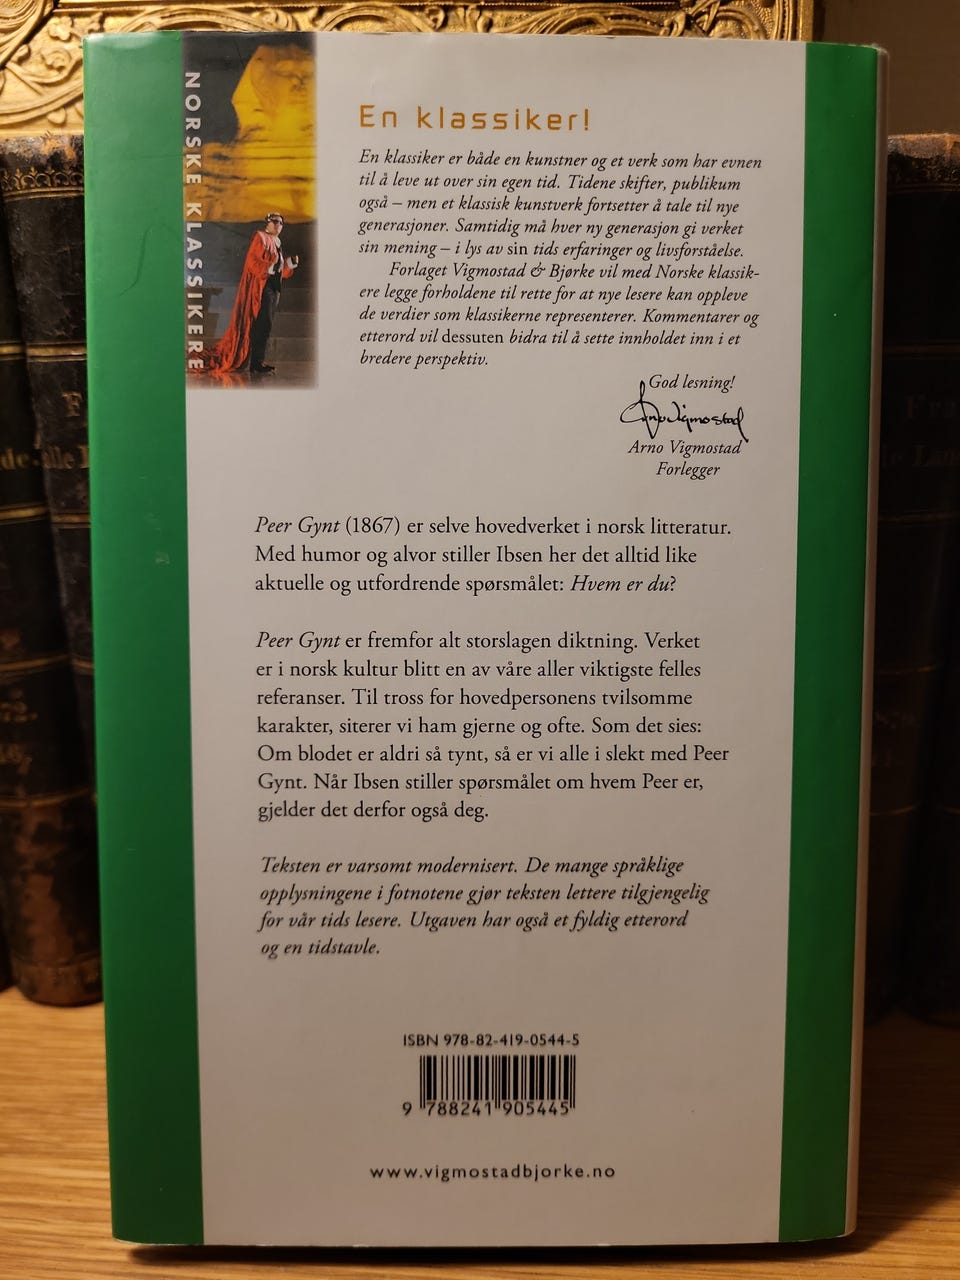 NORSKE KLASSIKERE
En klassiker!
En klassiker er både en kunstner og et verk som har evnen
til å leve ut over sin egen tid. Tidene skifter, publikum
også – men et klassisk kunstverk fortsetter å tale til nye
generasjoner. Samtidig må hver ny generasjon gi verket
sin mening – i lys av sin tids erfaringer og livsforståelse.
Forlaget Vigmostad & Bjørke vil med Norske klassik-
ere legge forholdene til rette for at nye lesere kan oppleve
de verdier som klassikerne representerer. Kommentarer og
etterord vil dessuten bidra til å sette innholdet inn i et
bredere perspektiv.
God lesning!
Arno Vigmostad
Arno Vigmostad
Forlegger
Peer Gynt (1867) er selve hovedverket i norsk litteratur.
Med humor og alvor stiller Ibsen her det alltid like
aktuelle og utfordrende spørsmålet: Hvem er du?
Peer Gynt er fremfor alt storslagen diktning. Verket
er i norsk kultur blitt en av våre aller viktigste felles
referanser. Til tross for hovedpersonens tvilsomme
karakter, siterer vi ham gjerne og ofte. Som det sies:
Om blodet er aldri så tynt, så er vi alle i slekt med Peer
Gynt. Når Ibsen stiller spørsmålet om hvem Peer er,
gjelder det derfor også deg.
Teksten er varsomt modernisert. De mange språklige
opplysningene i fotnotene gjør teksten lettere tilgjengelig
for vår tids lesere. Utgaven har også et fyldig etterord
og en tidstavle.
ISBN 978-82-419-0544-5
9 788241 905445
www.vigmostadbjorke.no